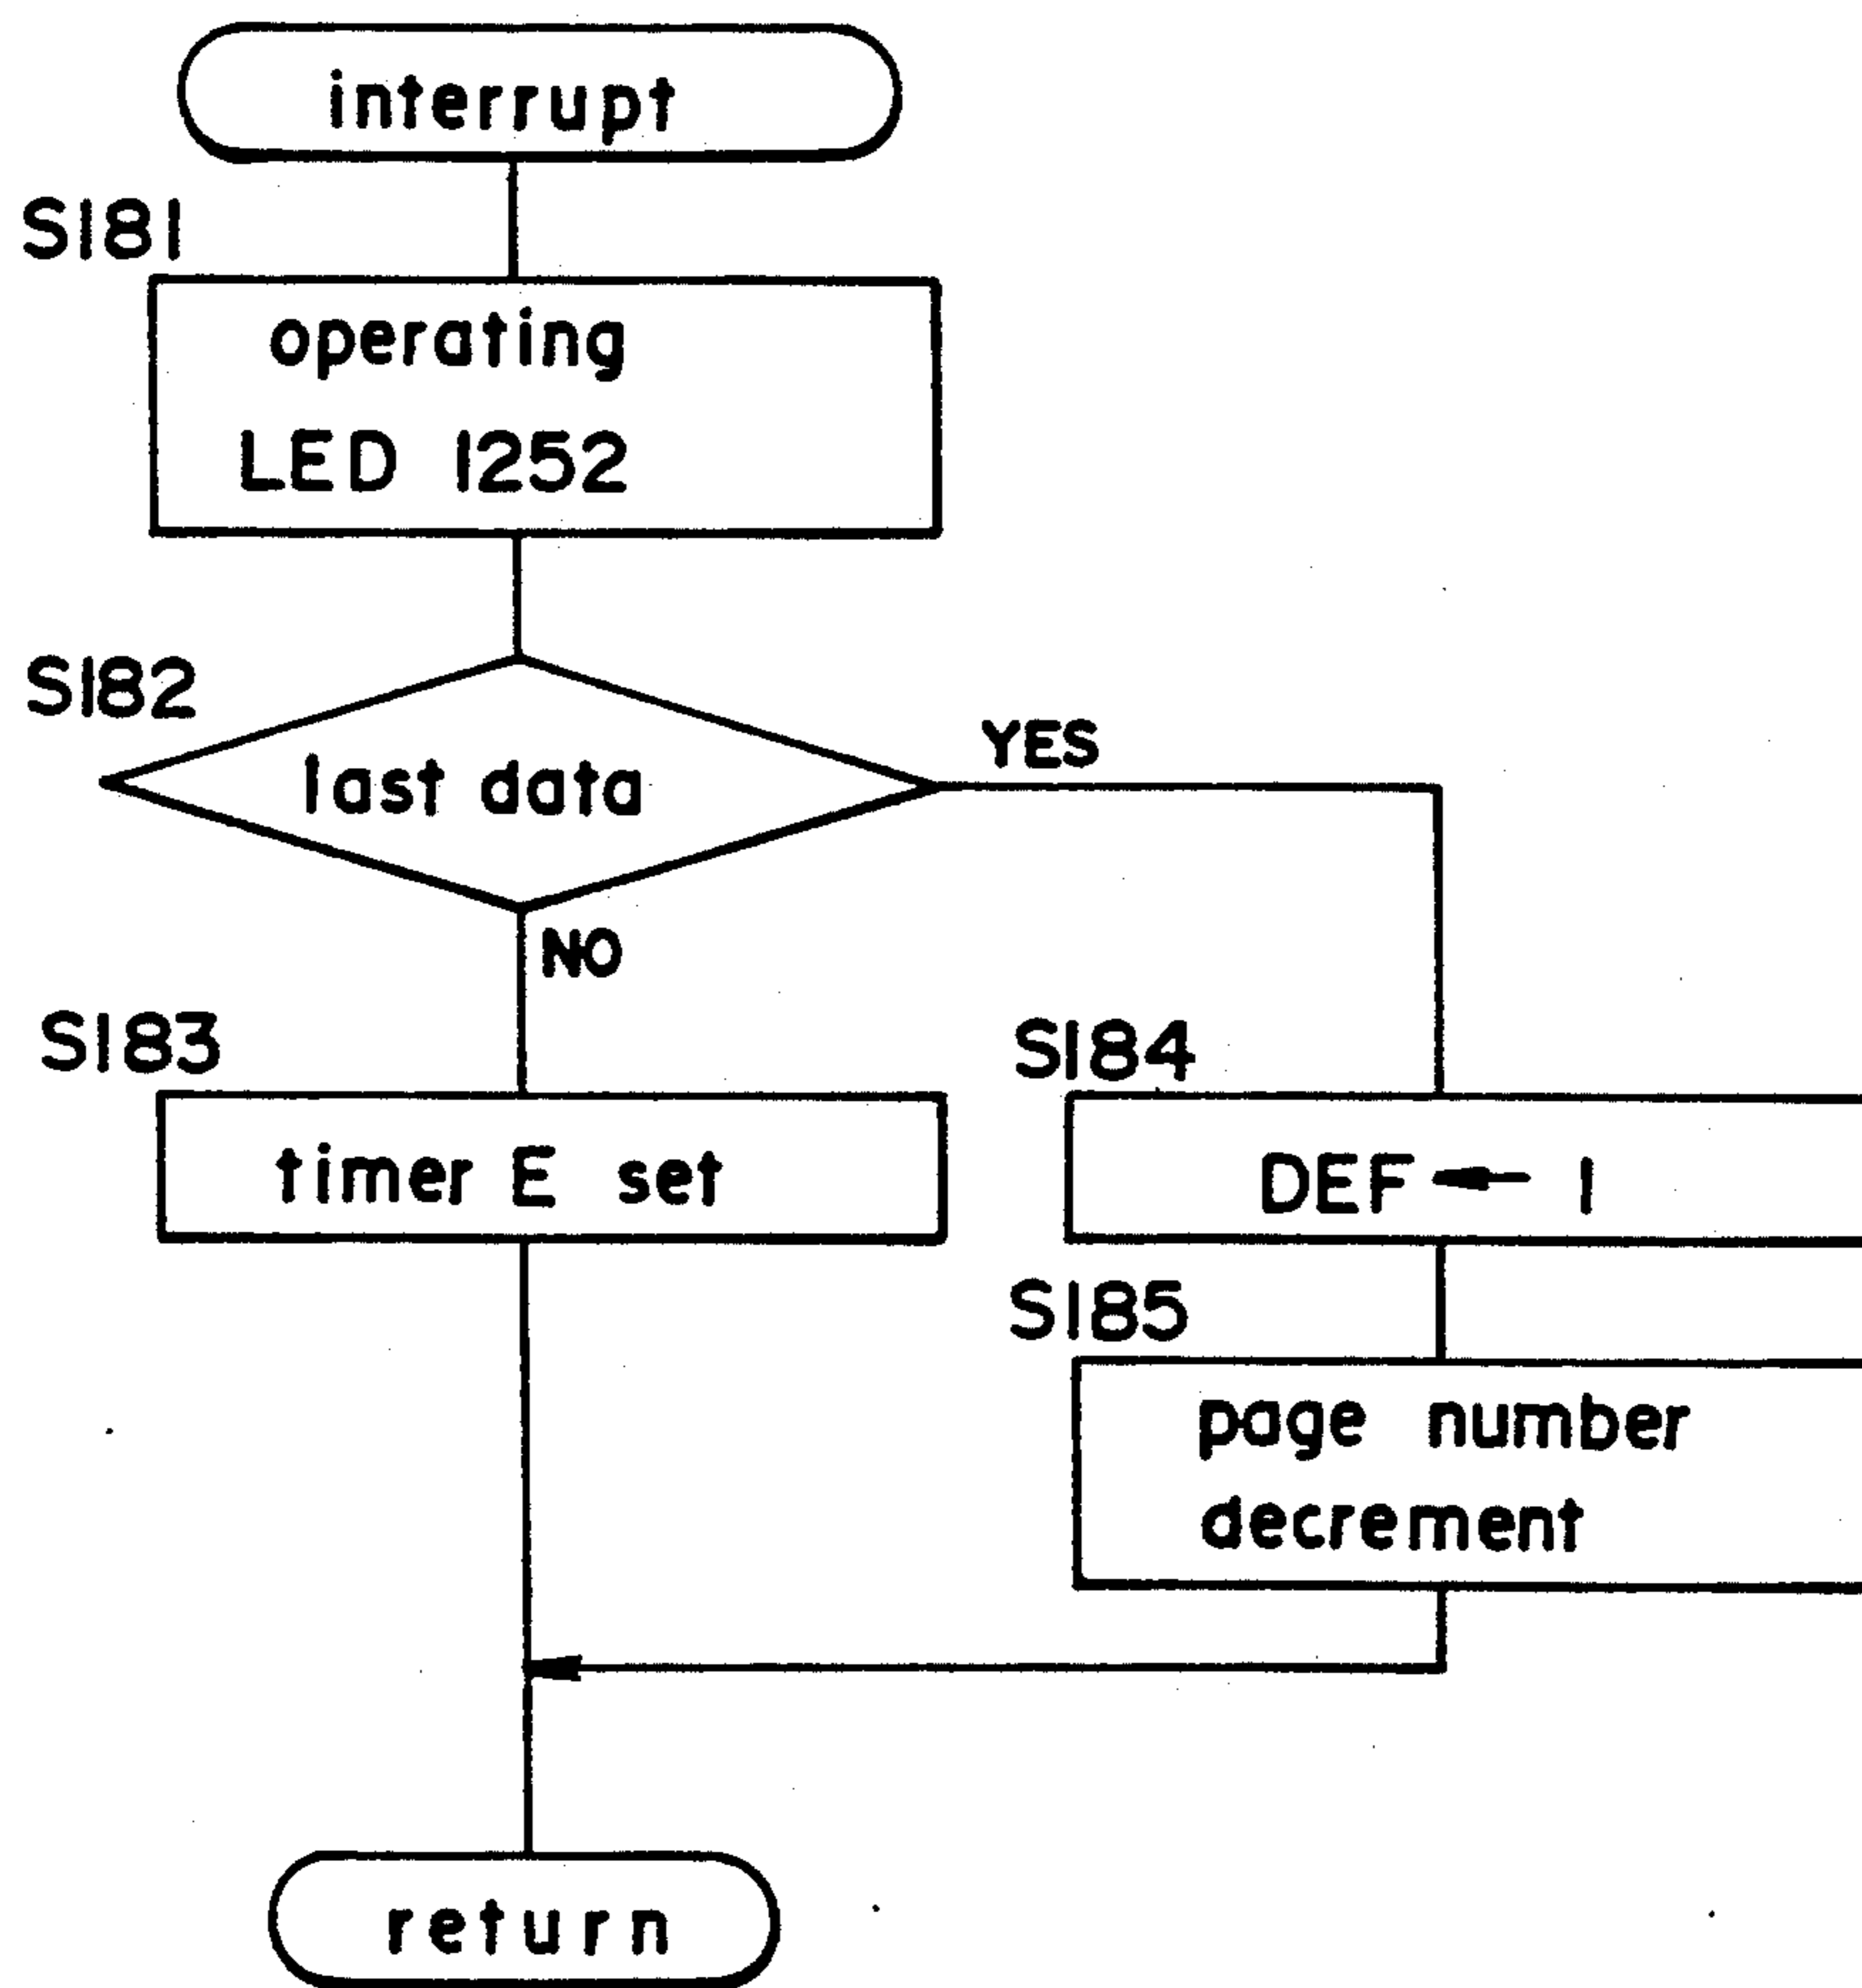 interrupt
S181
operating
LED 1252
S182
last data
YES
NO
S183
timer E set
S184
DEF ← 1
S185
page number
decrement
return